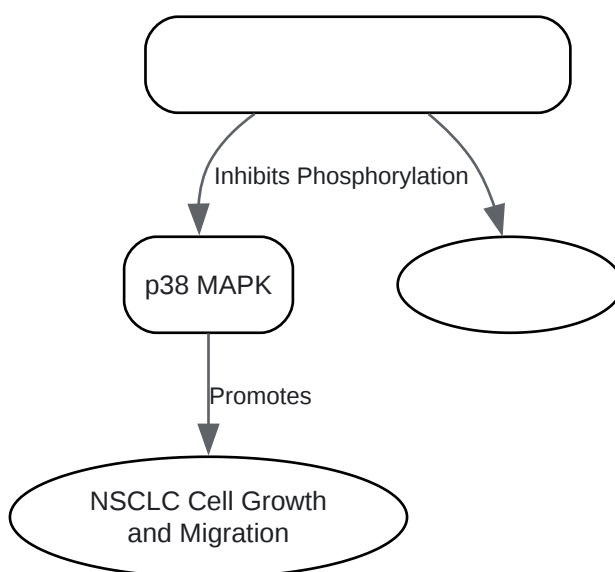 Inhibits Phosphorylation
p38 MAPK
Promotes
NSCLC Cell Growth
and Migration